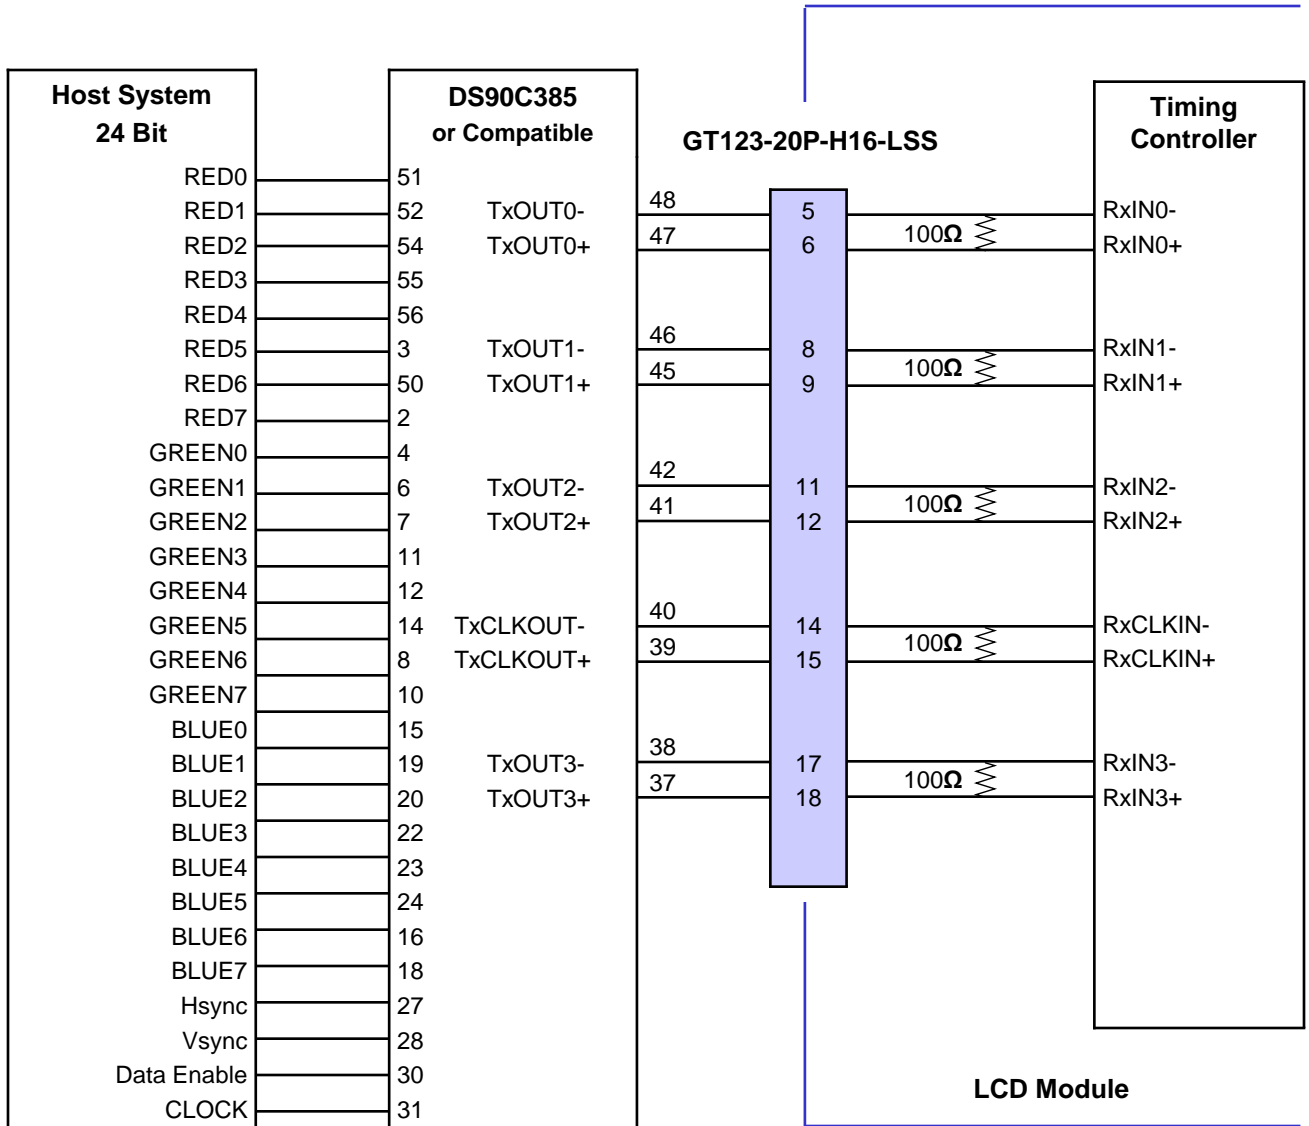 Host System
24 Bit
DS90C385
or Compatible
GT123-20P-H16-LSS
Timing
Controller
RED0 51
RED1 52 TxOUT0- 48 5 RxIN0-
100Ω
RED2 54 TxOUT0+ 47 6 RxIN0+
RED3 55
RED4 56
RED5 3 TxOUT1- 46 8 RxIN1-
100Ω
RED6 50 TxOUT1+ 45 9 RxIN1+
RED7 2
GREEN0 4
GREEN1 6 TxOUT2- 42 11 RxIN2-
100Ω
GREEN2 7 TxOUT2+ 41 12 RxIN2+
GREEN3 11
GREEN4 12
GREEN5 14 TxCLKOUT- 40 14 RxCLKIN-
100Ω
GREEN6 8 TxCLKOUT+ 39 15 RxCLKIN+
GREEN7 10
BLUE0 15
BLUE1 19 TxOUT3- 38 17 RxIN3-
100Ω
BLUE2 20 TxOUT3+ 37 18 RxIN3+
BLUE3 22
BLUE4 23
BLUE5 24
BLUE6 16
BLUE7 18
Hsync 27
Vsync 28
Data Enable 30
CLOCK 31
LCD Module